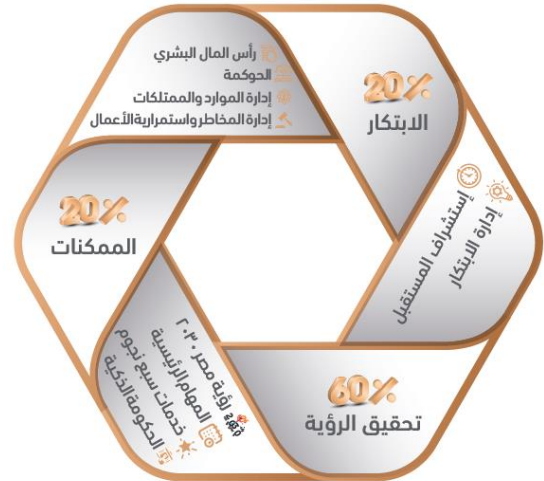 رأس المال البشري
الحوكمة
إدارة الموارد والممتلكات
إدارة المخاطر واستمرارية الأعمال
20%
الابتكار
إستشراف المستقبل
إدارة الابتكار
20%
الممكنات
رؤية مصر ٢٠٣٠
المهام الرئيسية
خدمات سبع نجوم
الحكومة الذكية
60%
تحقيق الرؤية